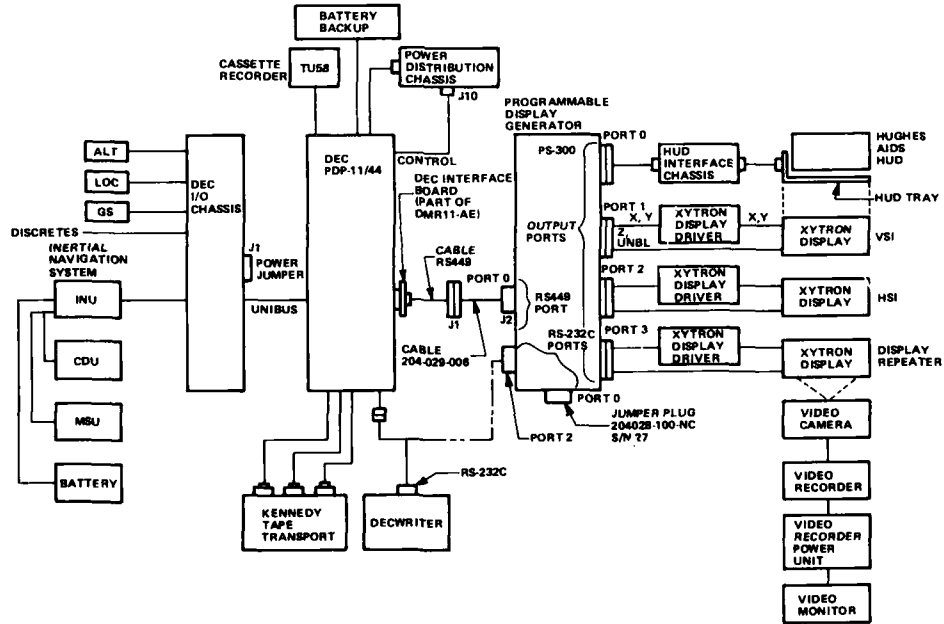 BATTERY
BACKUP
CASSETTE
RECORDER
TU58
POWER
DISTRIBUTION
CHASSIS
J10
PROGRAMMABLE
DISPLAY
GENERATOR
ALT
LOC
GS
DISCRETES
DEC
I/O
CHASSIS
J1
POWER
JUMPER
UNIBUS
INERTIAL
NAVIGATION
SYSTEM
INU
CDU
MSU
BATTERY
DEC
PDP-11/44
CONTROL
DEC INTERFACE
BOARD
(PART OF
DMR11-AE)
CABLE
RS449
PORT 0
J1
J2
CABLE
204-029-006
PS-300
OUTPUT
PORTS
RS449
PORT
RS-232C
PORTS
PORT 0
PORT 1
X, Y
Z,
UNBL
PORT 2
PORT 3
PORT 0
PORT 2
JUMPER PLUG
204028-100-NC
S/N 27
HUD
INTERFACE
CHASSIS
HUGHES
AIDS
HUD
HUD TRAY
XYTRON
DISPLAY
DRIVER
X,Y
XYTRON
DISPLAY
VSI
XYTRON
DISPLAY
DRIVER
XYTRON
DISPLAY
HSI
XYTRON
DISPLAY
DRIVER
XYTRON
DISPLAY
DISPLAY
REPEATER
VIDEO
CAMERA
VIDEO
RECORDER
VIDEO
RECORDER
POWER
UNIT
VIDEO
MONITOR
KENNEDY
TAPE
TRANSPORT
DECWRITER
RS-232C